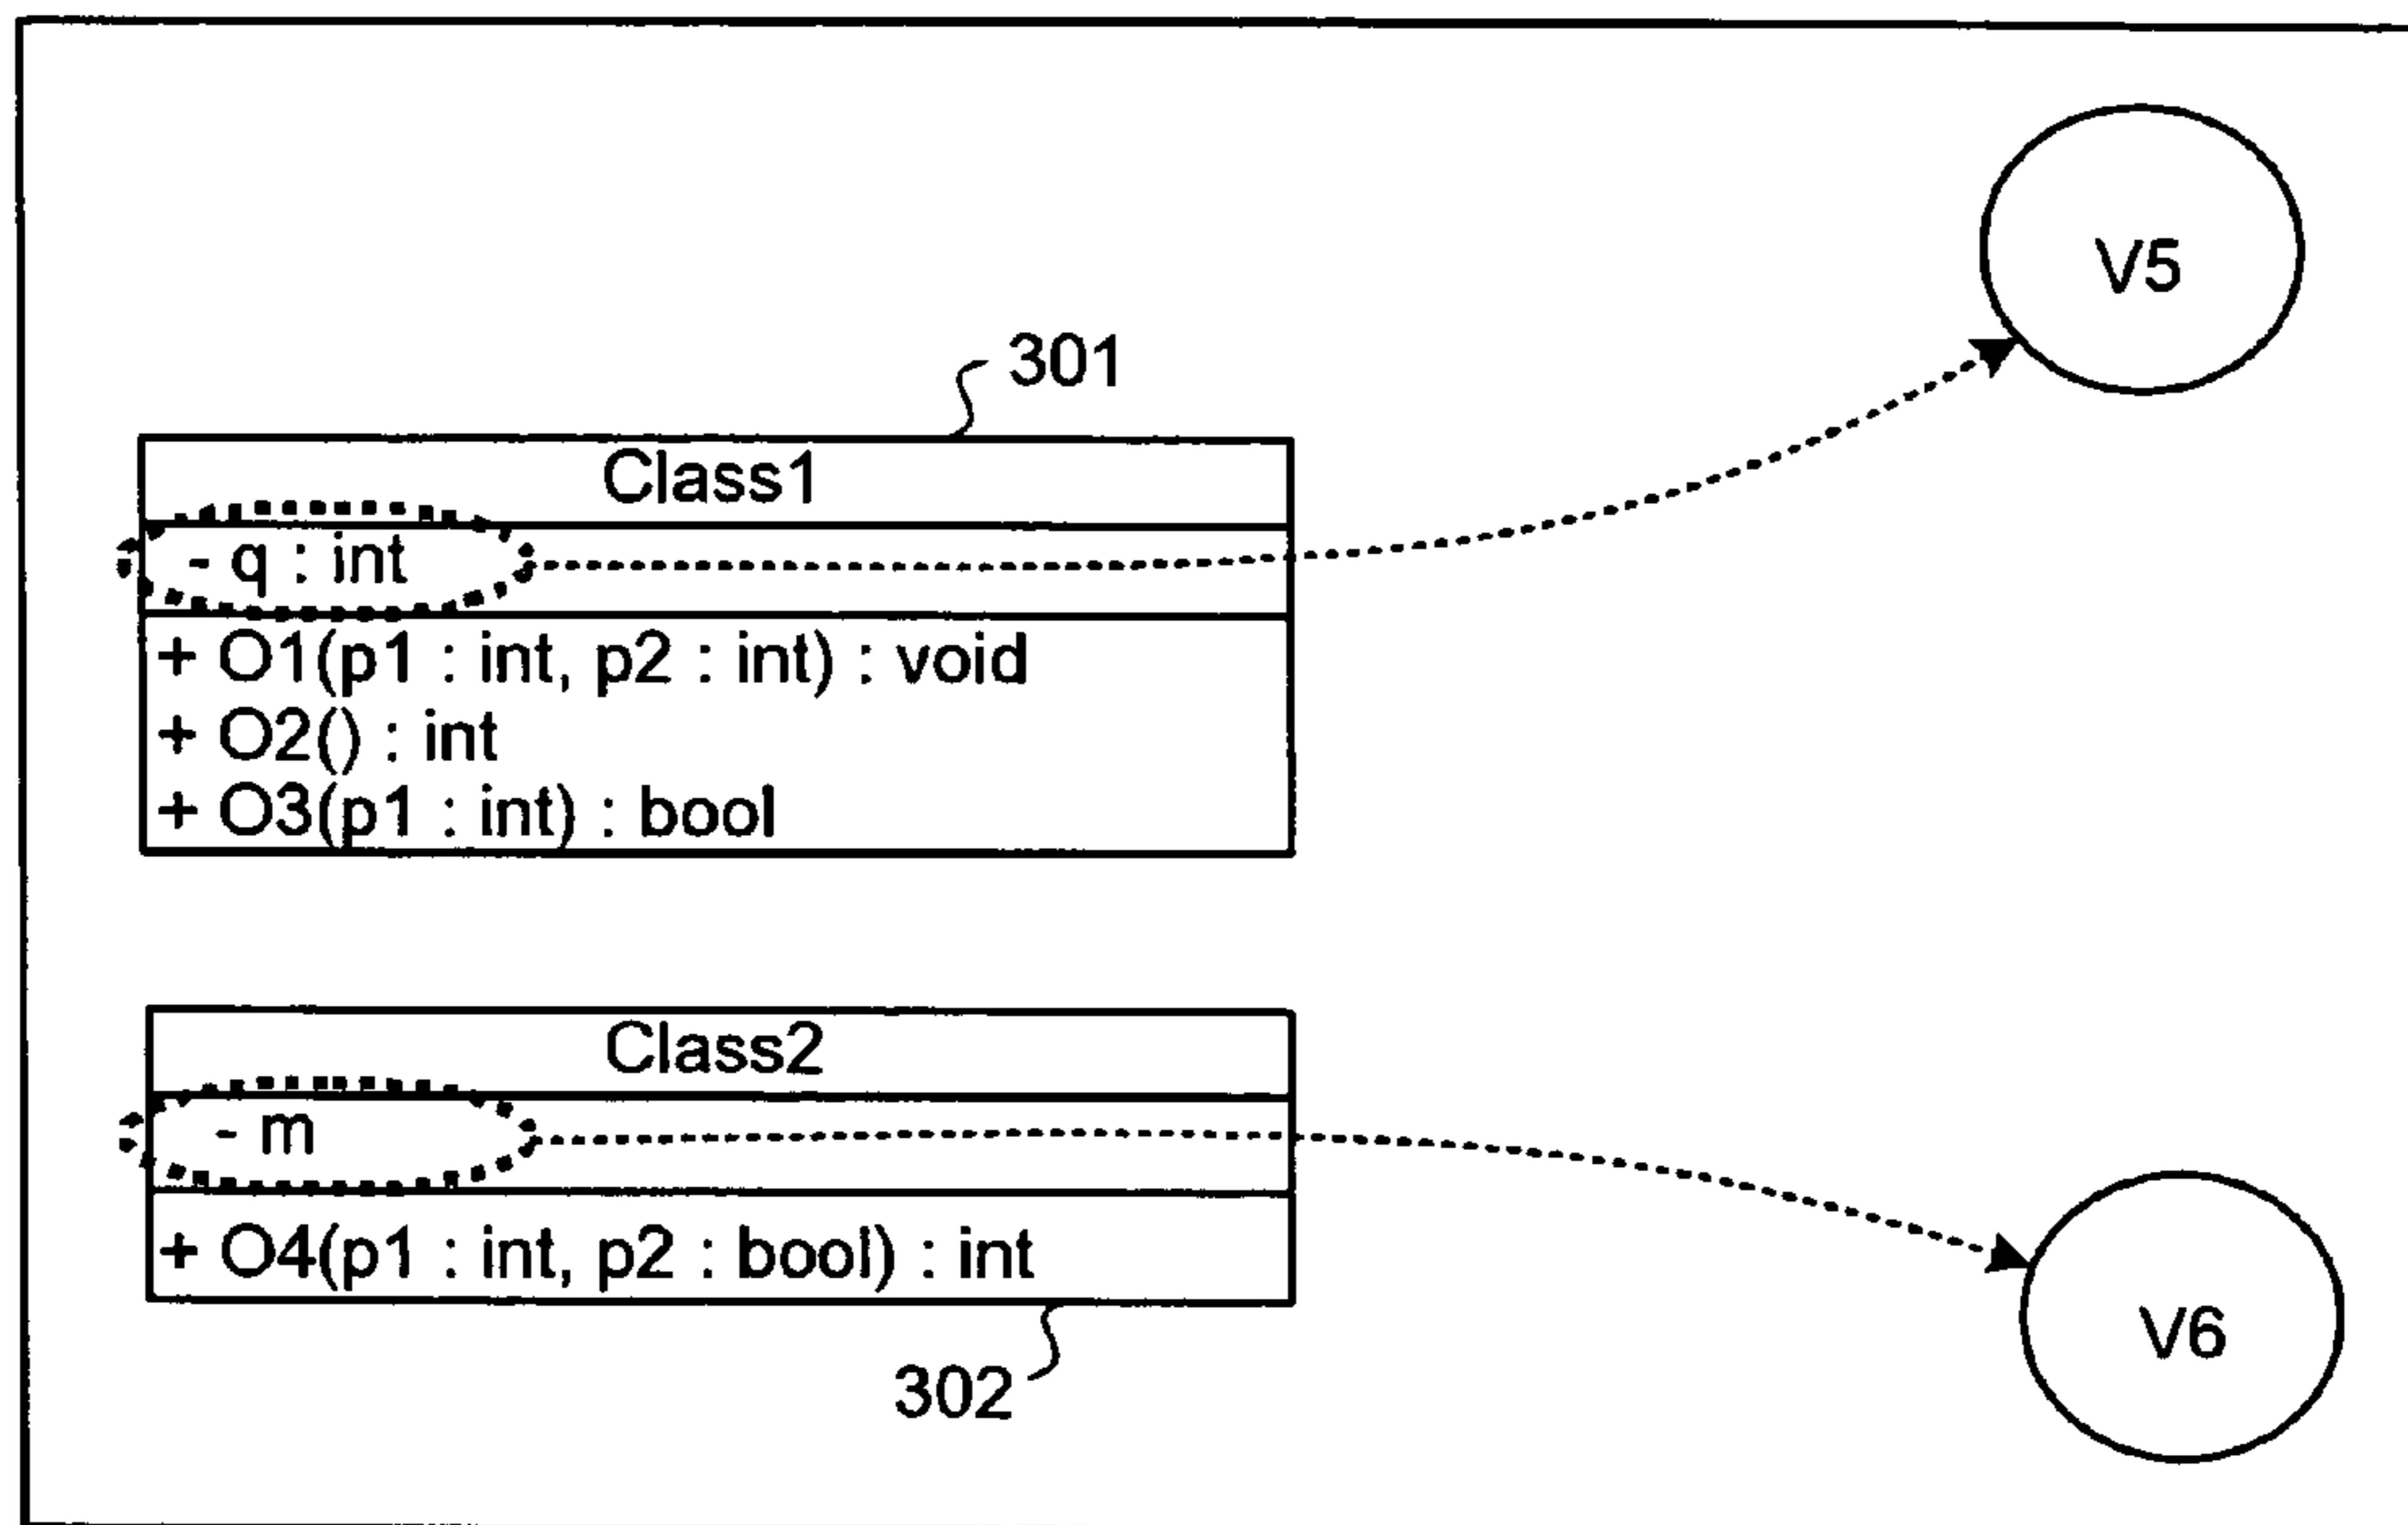 V5
301
Class1
- q : int
+ O1(p1 : int, p2 : int) : void
+ O2() : int
+ O3(p1 : int) : bool
Class2
- m
+ O4(p1 : int, p2 : bool) : int
V6
302